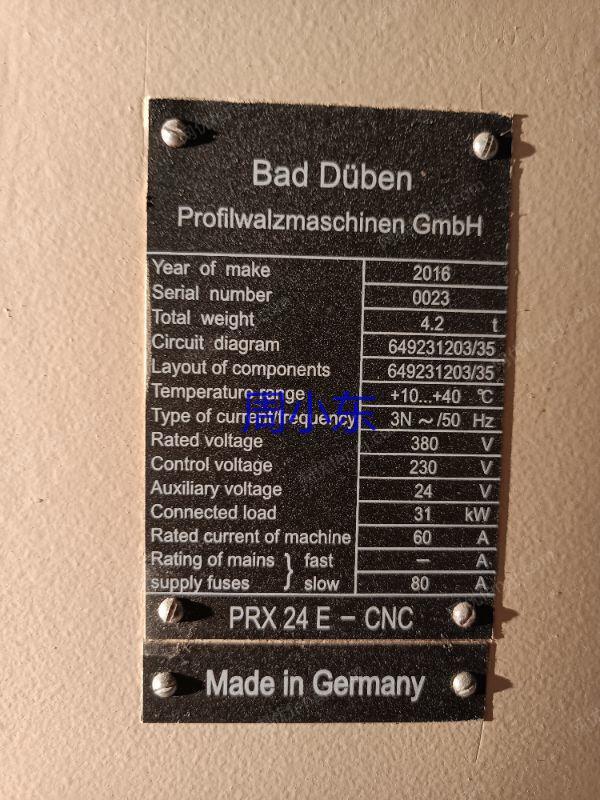 Bad Düben
Profilwalzmaschinen GmbH
Year of make 2016
Serial number 0023
Total weight 4.2 t
Circuit diagram 649231203/35
Layout of components 649231203/35
Temperature range +10...+40 °C
周小东
Type of current/frequency 3N ~ /50 Hz
Rated voltage 380 V
Control voltage 230 V
Auxiliary voltage 24 V
Connected load 31 kW
Rated current of machine 60 A
Rating of mains } fast – A
supply fuses } slow 80 A
PRX 24 E – CNC
Made in Germany